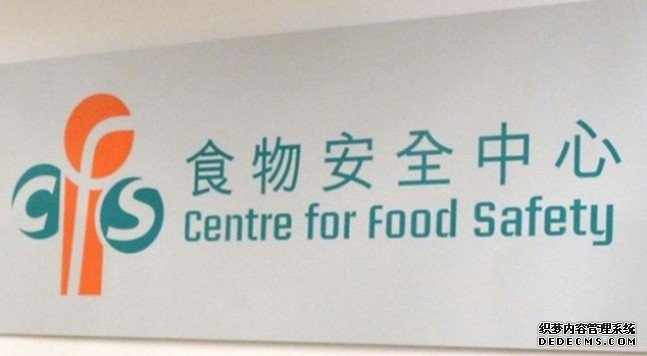 cfs
食物安全中心
Centre for Food Safety
织梦内容管理系统
DEDECMS.COM